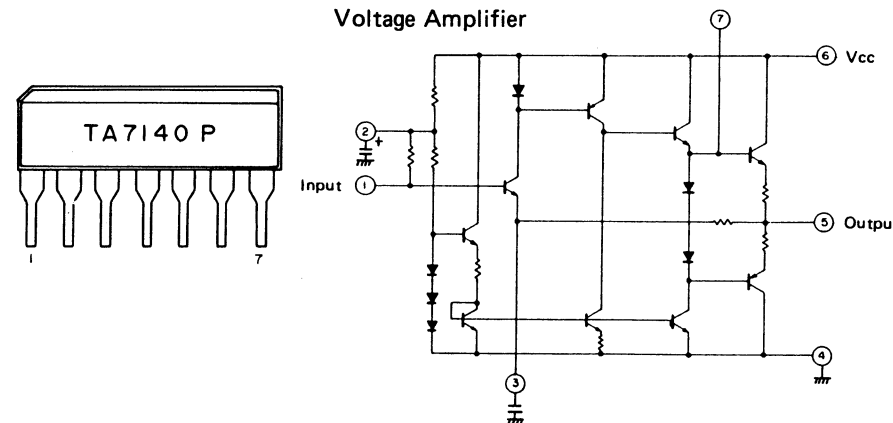 Voltage Amplifier
7
6 Vcc
TA7140P
2
+
Input 1
5 Outpu
1 7
4
3